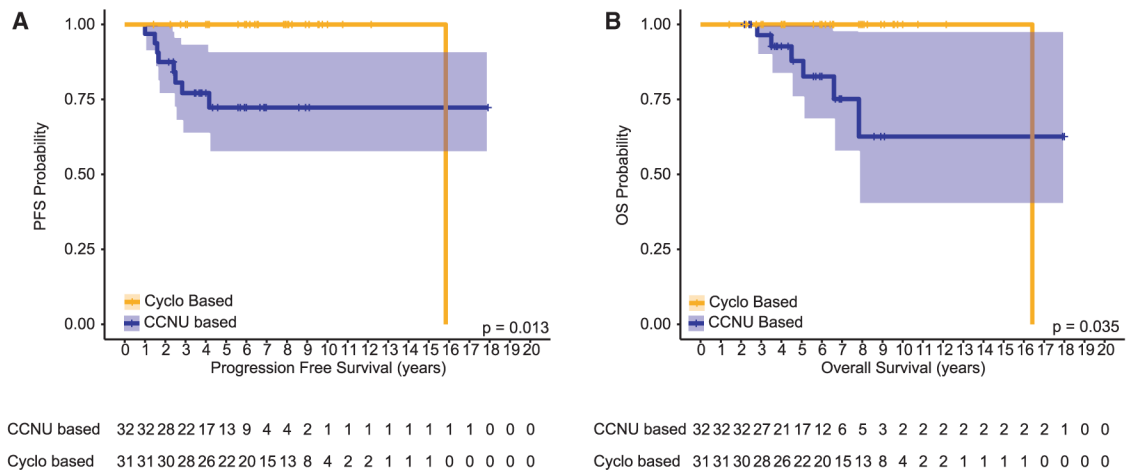 A
1.00
0.75
0.50
0.25
0.00
PFS Probability
Cyclo Based
CCNU based
p = 0.013
0 1 2 3 4 5 6 7 8 9 10 11 12 13 14 15 16 17 18 19 20
Progression Free Survival (years)
CCNU based 32 32 28 22 17 13 9 4 4 2 1 1 1 1 1 1 1 1 0 0 0
Cyclo based 31 31 30 28 26 22 20 15 13 8 4 2 2 1 1 1 0 0 0 0 0
B
1.00
0.75
0.50
0.25
0.00
OS Probability
Cyclo Based
CCNU Based
p = 0.035
0 1 2 3 4 5 6 7 8 9 10 11 12 13 14 15 16 17 18 19 20
Overall Survival (years)
CCNU based 32 32 32 27 21 17 12 6 5 3 2 2 2 2 2 2 2 2 1 0 0
Cyclo based 31 31 30 28 26 22 20 15 13 8 4 2 2 1 1 1 1 0 0 0 0